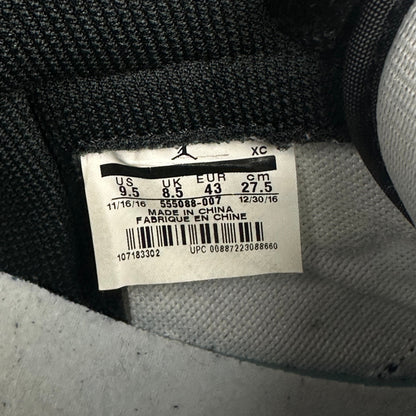 XC
US UK EUR cm
9.5 8.5 43 27.5
11/16/16 555088-007 12/30/16
MADE IN CHINA
FABRIQUE EN CHINE
107183302
UPC 00887223088660